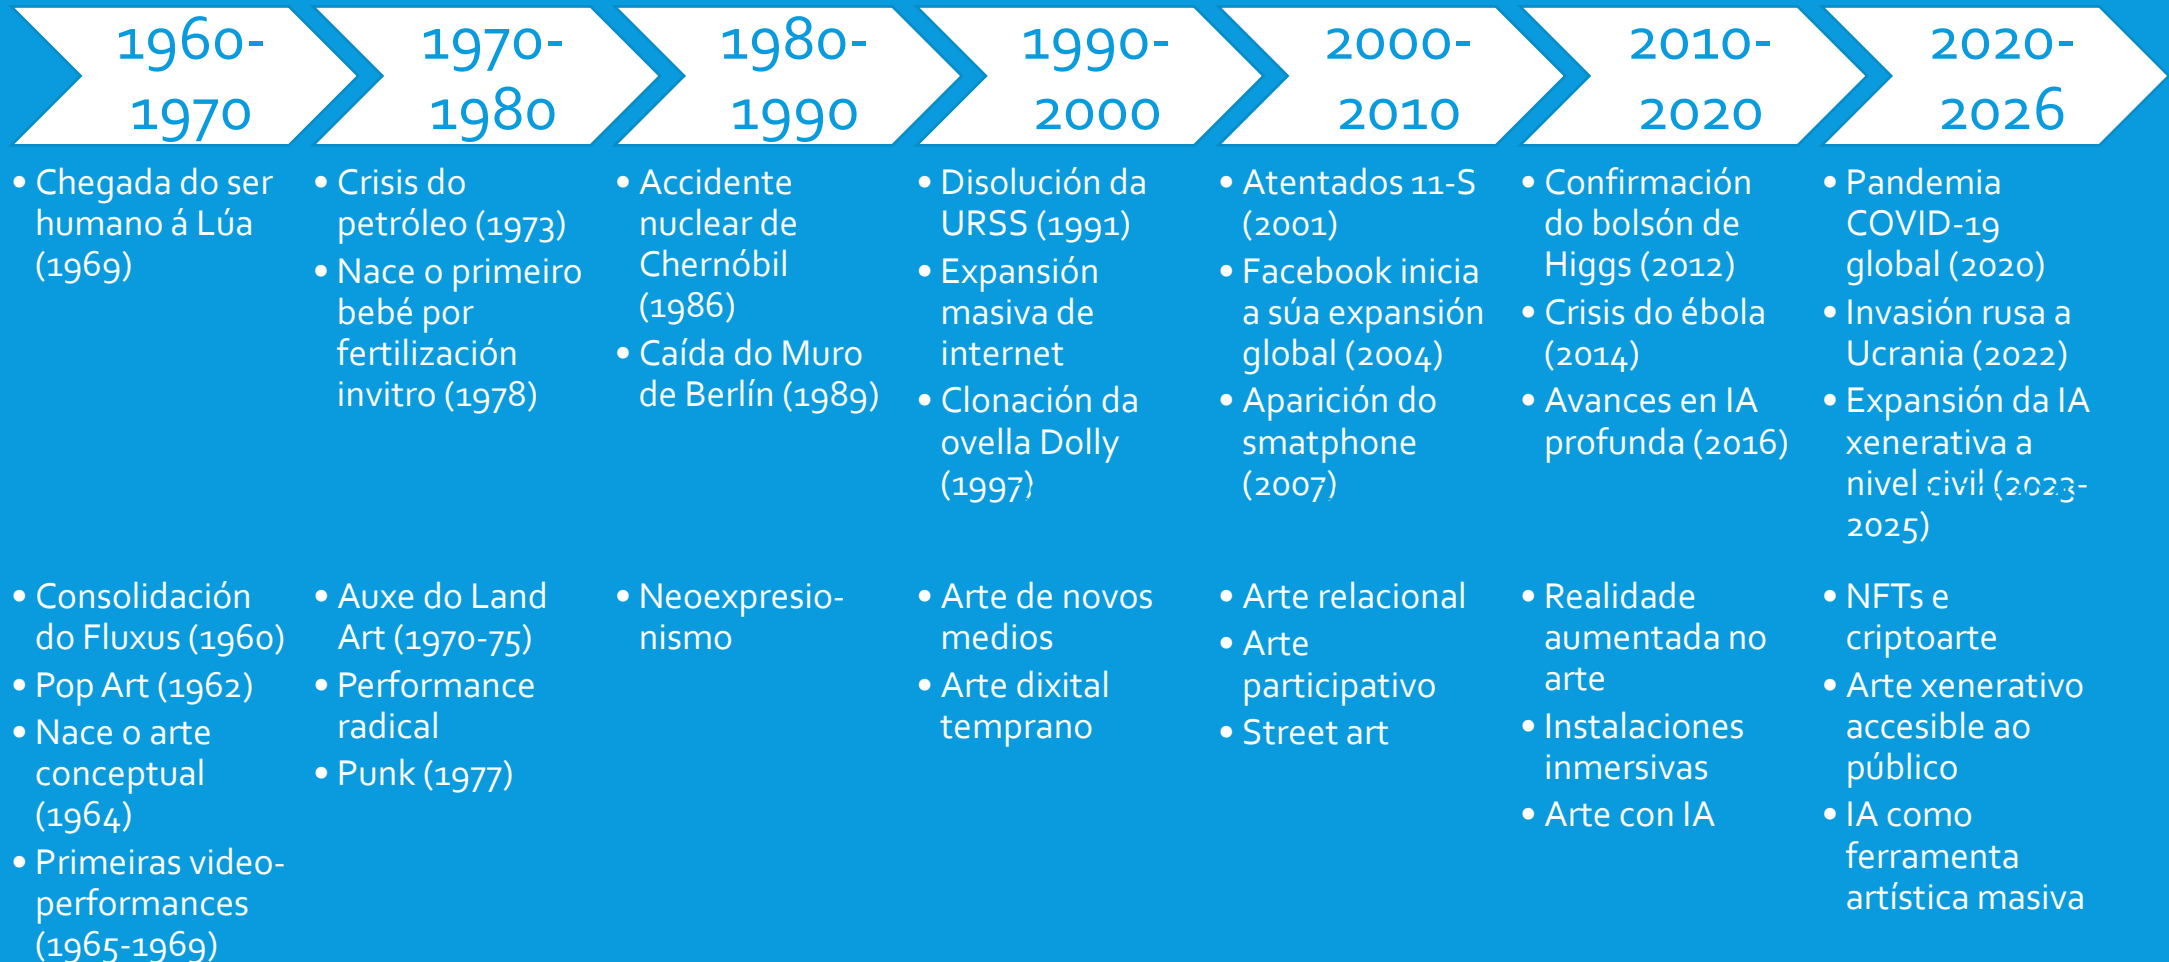 1960-
1970
1970-
1980
1980-
1990
1990-
2000
2000-
2010
2010-
2020
2020-
2026
• Chegada do ser
humano á Lúa
(1969)
• Crisis do
petróleo (1973)
• Nace o primeiro
bebé por
fertilización
invitro (1978)
• Accidente
nuclear de
Chernóbil
(1986)
• Caída do Muro
de Berlín (1989)
• Disolución da
URSS (1991)
• Expansión
masiva de
internet
• Clonación da
ovella Dolly
(1997)
• Atentados 11-S
(2001)
• Facebook inicia
a súa expansión
global (2004)
• Aparición do
smatphone
(2007)
• Confirmación
do bolsón de
Higgs (2012)
• Crisis do ébola
(2014)
• Avances en IA
profunda (2016)
• Pandemia
COVID-19
global (2020)
• Invasión rusa a
Ucrania (2022)
• Expansión da IA
xenerativa a
nivel civil (2023-
2025)
• Consolidación
do Fluxus (1960)
• Pop Art (1962)
• Nace o arte
conceptual
(1964)
• Primeiras video-
performances
(1965-1969)
• Auxe do Land
Art (1970-75)
• Performance
radical
• Punk (1977)
• Neoexpresio-
nismo
• Arte de novos
medios
• Arte dixital
temprano
• Arte relacional
• Arte
participativo
• Street art
• Realidade
aumentada no
arte
• Instalaciones
inmersivas
• Arte con IA
• NFTs e
criptoarte
• Arte xenerativo
accesible ao
público
• IA como
ferramenta
artística masiva